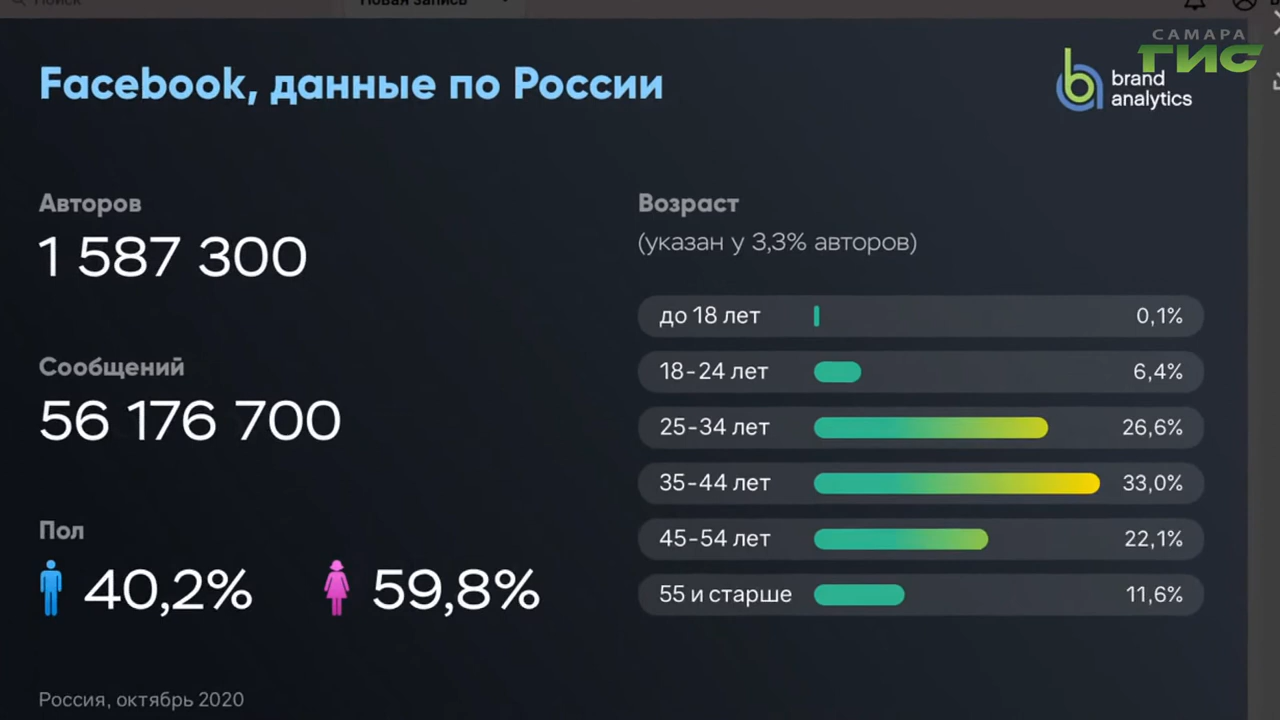 Поиск
Новая запись
САМАРА
ГИС
Facebook, данные по России
brand
analytics
Авторов
1 587 300
Сообщений
56 176 700
Пол
40,2%
59,8%
Россия, октябрь 2020
Возраст
(указан у 3,3% авторов)
до 18 лет 0,1%
18-24 лет 6,4%
25-34 лет 26,6%
35-44 лет 33,0%
45-54 лет 22,1%
55 и старше 11,6%